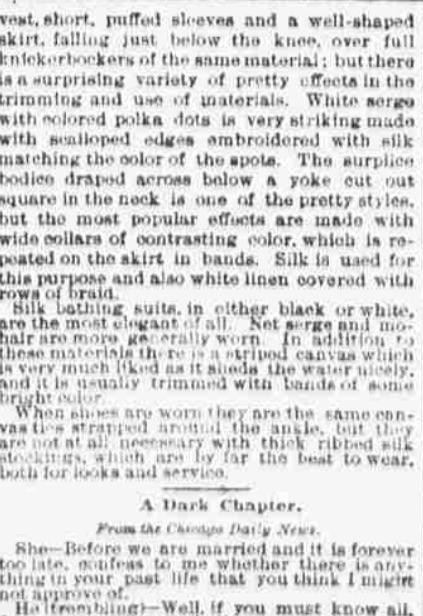 vest, short, puffed sleeves and a well-shaped
skirt, falling just below the knee, over full
knickerbockers of the same material; but there
is a surprising variety of pretty effects in the
trimming and use of materials. White serge
with colored polka dots is very striking made
with scalloped edges embroidered with silk
matching the color of the spots. The surplice
bodice draped across below a yoke cut out
square in the neck is one of the pretty styles,
but the most popular effects are made with
wide collars of contrasting color, which is re-
peated on the skirt in bands. Silk is used for
this purpose and also white linen covered with
rows of braid.
Silk bathing suits, in either black or white,
are the most elegant of all. Net serge and mo-
hair are more generally worn. In addition to
these materials there is a striped canvas which
is very much liked as it sheds the water nicely,
and it is usually trimmed with bands of some
bright color.
When shoes are worn they are the same can-
vas ties strapped around the ankle, but they
are not at all necessary with thick ribbed silk
stockings, which are by far the best to wear,
both for looks and service.
A Dark Chapter.
From the Chicago Daily News.
She—Before we are married and it is forever
too late, confess to me whether there is any-
thing in your past life that you think I might
not approve of.
He (trembling)—Well, if you must know all,